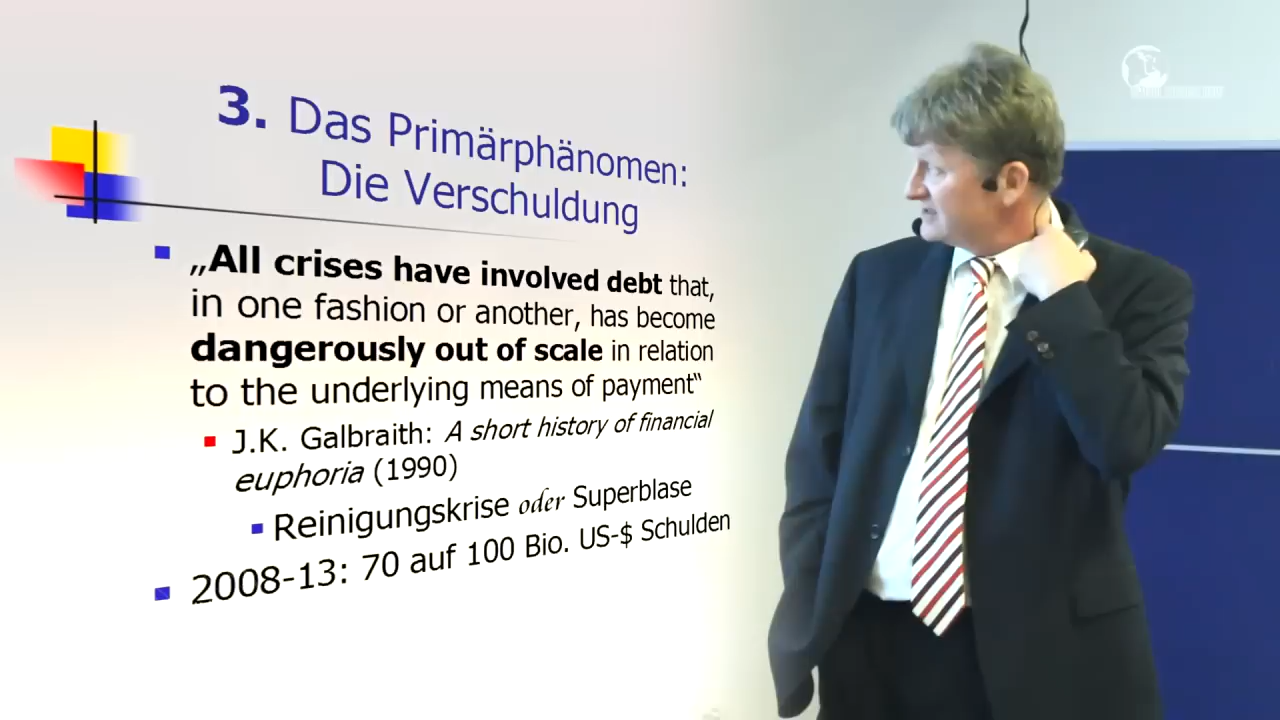 3. Das Primärphänomen:
Die Verschuldung
„All crises have involved debt that,
in one fashion or another, has become
dangerously out of scale in relation
to the underlying means of payment“
J.K. Galbraith: A short history of financial
euphoria (1990)
Reinigungskrise oder Superblase
2008-13: 70 auf 100 Bio. US-$ Schulden